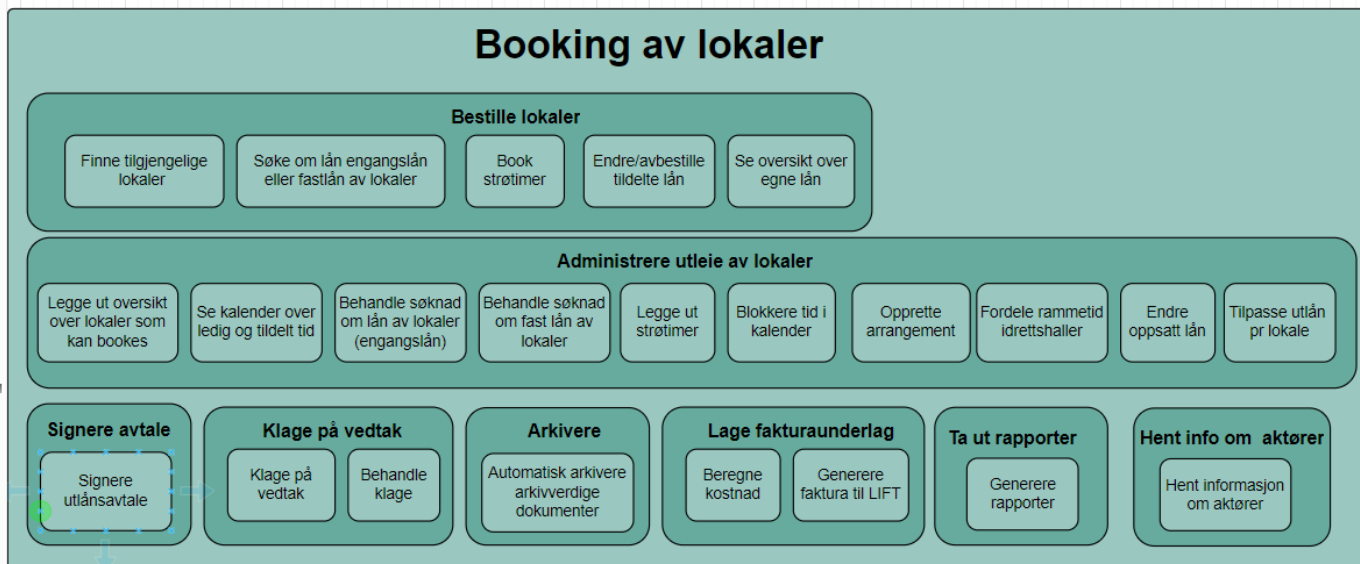 Booking av lokaler
Bestille lokaler
Finne tilgjengelige
lokaler
Søke om lån engangslån
eller fastlån av lokaler
Book
strøtimer
Endre/avbestille
tildelte lån
Se oversikt over
egne lån
Administrere utleie av lokaler
Legge ut oversikt
over lokaler som
kan bookes
Se kalender over
ledig og tildelt tid
Behandle søknad
om lån av lokaler
(engangslån)
Behandle søknad
om fast lån av
lokaler
Legge ut
strøtimer
Blokkere tid i
kalender
Opprette
arrangement
Fordele rammetid
idrettshaller
Endre
oppsatt lån
Tilpasse utlån
pr lokale
Signere avtale
Signere
utlånsavtale
Klage på vedtak
Klage på
vedtak
Behandle
klage
Arkivere
Automatisk arkivere
arkivverdige
dokumenter
Lage fakturaunderlag
Beregne
kostnad
Generere
faktura til LIFT
Ta ut rapporter
Generere
rapporter
Hent info om aktører
Hent informasjon
om aktører